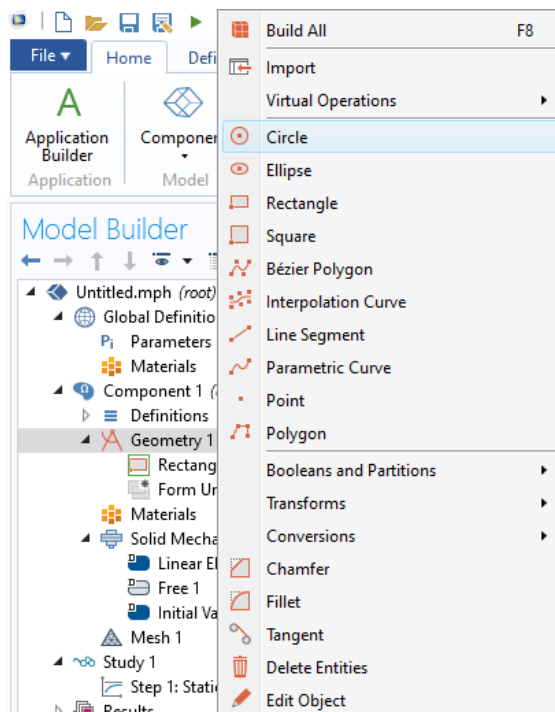 File
Home
Defi
Application
Builder
Componer
Application
Model
Model Builder
Untitled.mph (root)
Global Definitio
Pi Parameters
Materials
Component 1 (
Definitions
Geometry 1
Rectang
Form Ur
Materials
Solid Mecha
Linear El
D
Free 1
D
Initial Va
D
Mesh 1
Study 1
Step 1: Stati
Results
Build All F8
Import
Virtual Operations
Circle
Ellipse
Rectangle
Square
Bézier Polygon
Interpolation Curve
Line Segment
Parametric Curve
Point
Polygon
Booleans and Partitions
Transforms
Conversions
Chamfer
Fillet
Tangent
Delete Entities
Edit Object